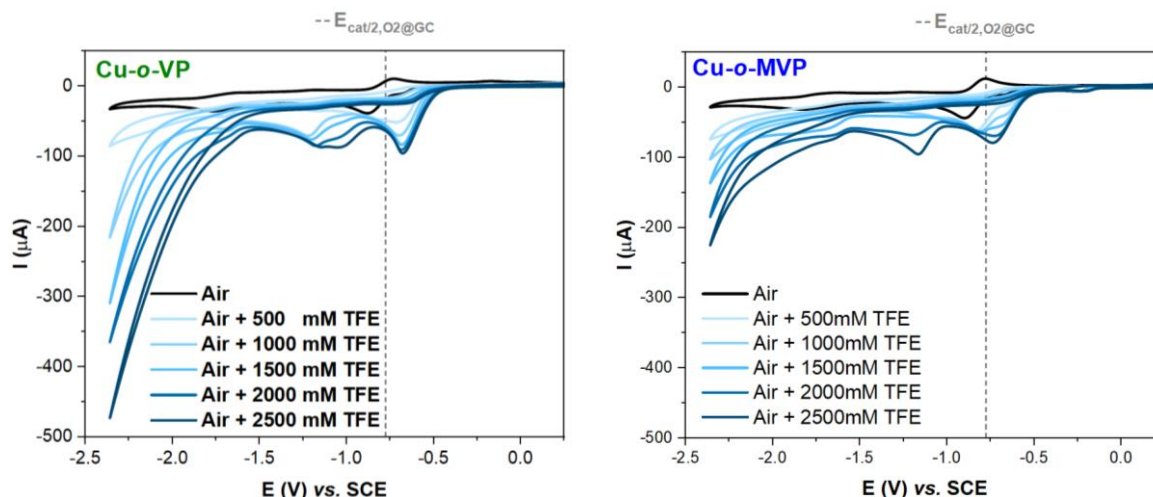 -- E cat/2,O2@GC
Cu-o-VP
0
-100
-200
-300
-400
-500
I (µA)
Air
Air + 500 mM TFE
Air + 1000 mM TFE
Air + 1500 mM TFE
Air + 2000 mM TFE
Air + 2500 mM TFE
-2.5 -2.0 -1.5 -1.0 -0.5 0.0
E (V) vs. SCE
-- E cat/2,O2@GC
Cu-o-MVP
0
-100
-200
-300
-400
-500
I (µA)
Air
Air + 500mM TFE
Air + 1000mM TFE
Air + 1500mM TFE
Air + 2000mM TFE
Air + 2500mM TFE
-2.5 -2.0 -1.5 -1.0 -0.5 0.0
E (V) vs. SCE